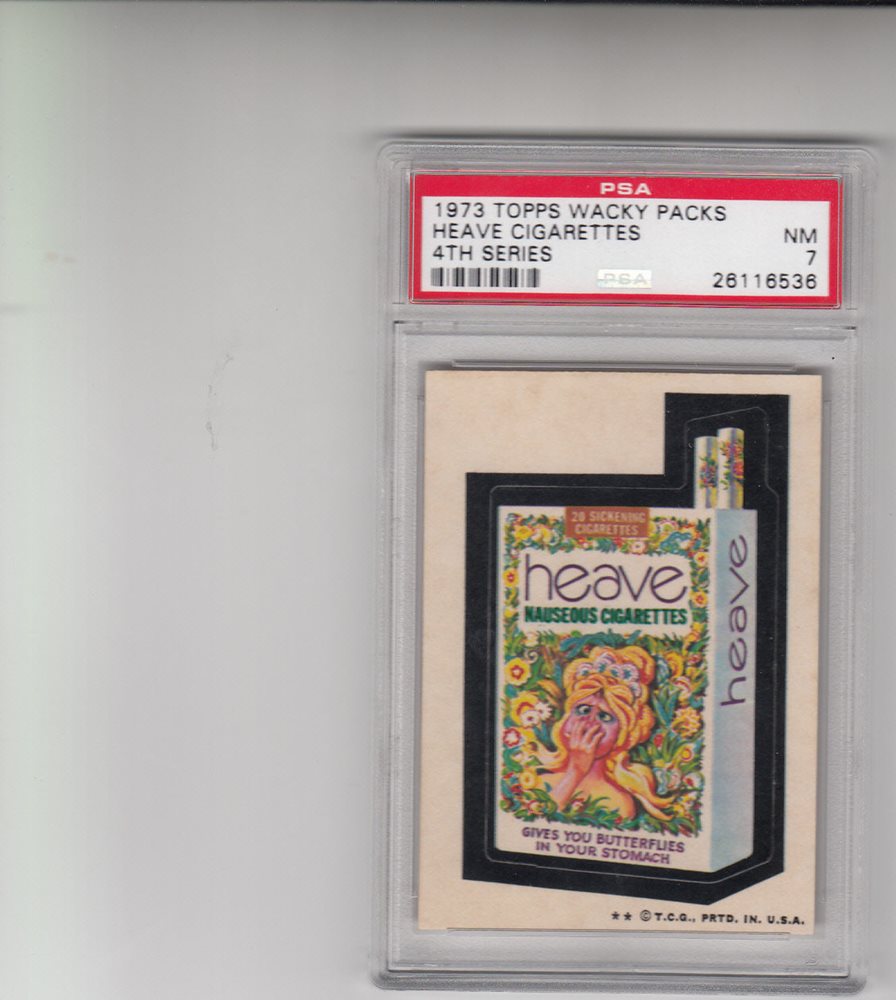 PSA
1973 TOPPS WACKY PACKS
HEAVE CIGARETTES NM
4TH SERIES 7
PSA 26116536
20 SICKENING
CIGARETTES
heave
NAUSEOUS CIGARETTES
heave
GIVES YOU BUTTERFLIES
IN YOUR STOMACH
** © T.C.G., PRTD. IN. U.S.A.